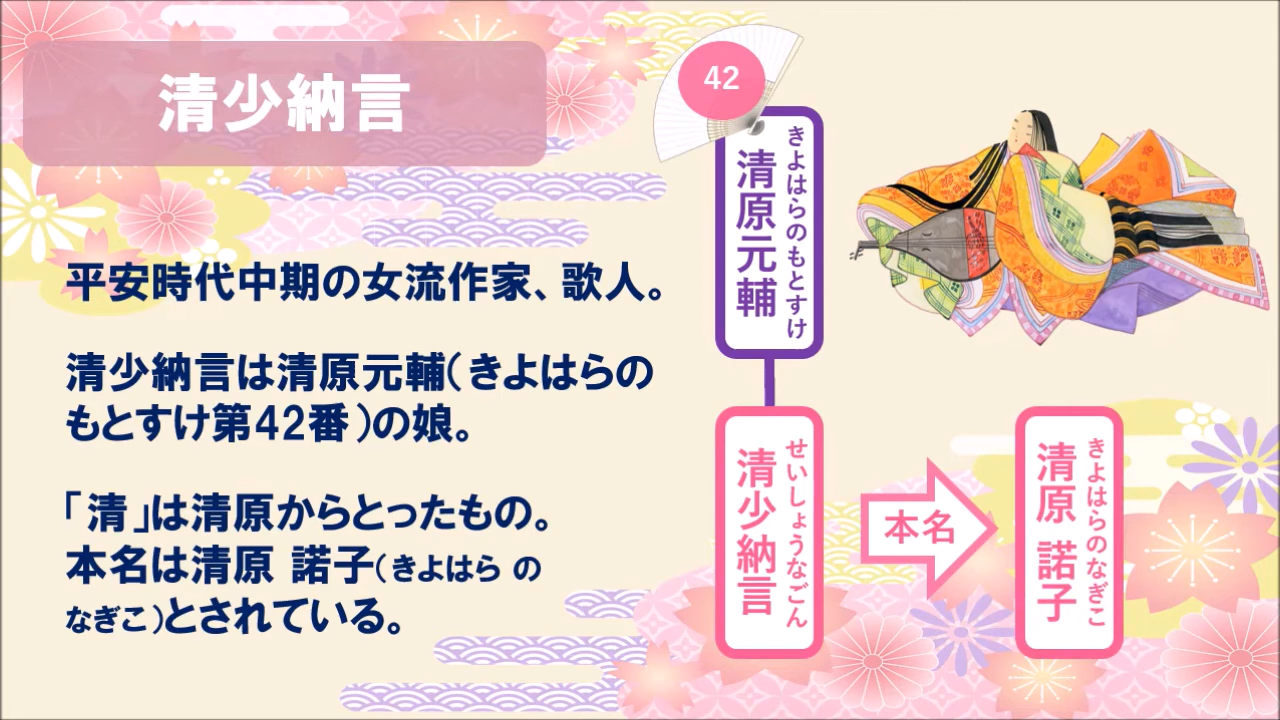 清少納言
平安時代中期の女流作家、歌人。
清少納言は清原元輔(きよはらの
もとすけ第42番)の娘。
「清」は清原からとったもの。
本名は清原 諾子(きよはら の
なぎこ)とされている。
42
清原元輔
きよはらのもとすけ
清少納言
せいしょうなごん
本名
清原 諾子
きよはらのなぎこ